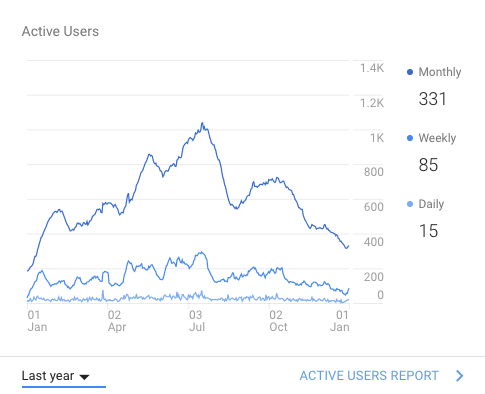 Active Users
1.4K
1.2K
1K
800
600
400
200
0
01 02 03 02 01
Jan Apr Jul Oct Jan
Monthly
331
Weekly
85
Daily
15
Last year
ACTIVE USERS REPORT